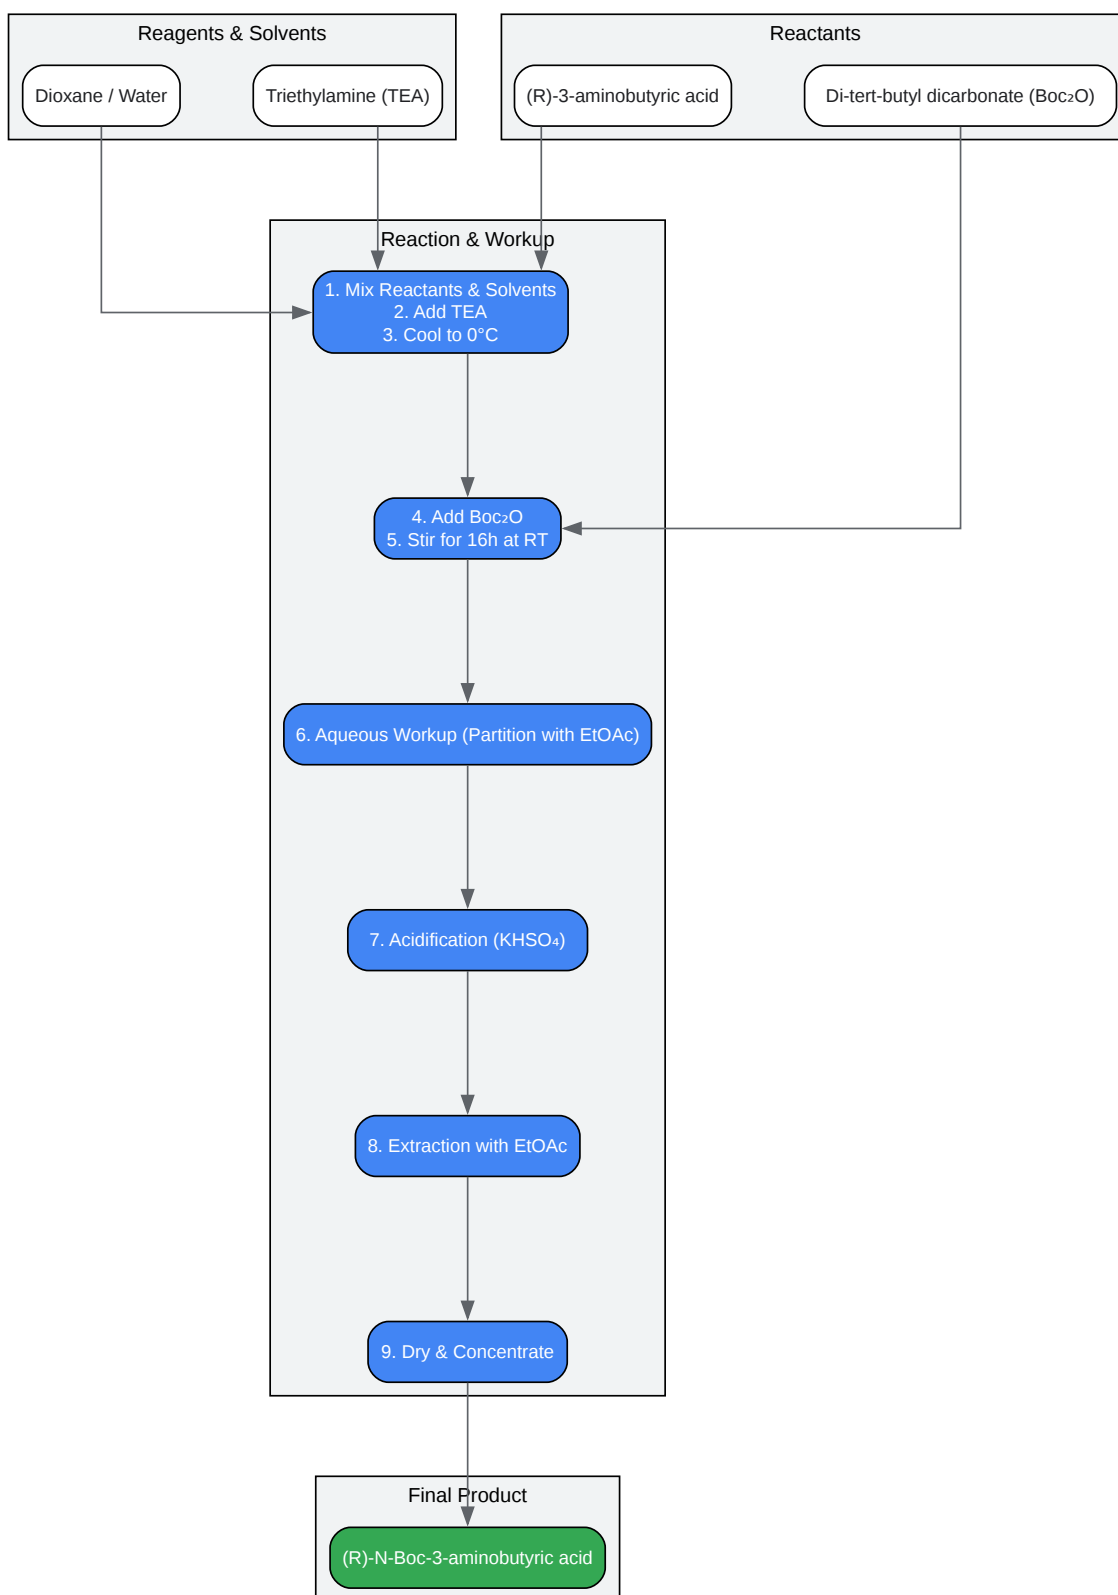 Reagents & Solvents
Reactants
Dioxane / Water
Triethylamine (TEA)
(R)-3-aminobutyric acid
Di-tert-butyl dicarbonate (Boc₂O)
Reaction & Workup
1. Mix Reactants & Solvents
2. Add TEA
3. Cool to 0°C
4. Add Boc₂O
5. Stir for 16h at RT
6. Aqueous Workup (Partition with EtOAc)
7. Acidification (KHSO₄)
8. Extraction with EtOAc
9. Dry & Concentrate
Final Product
(R)-N-Boc-3-aminobutyric acid